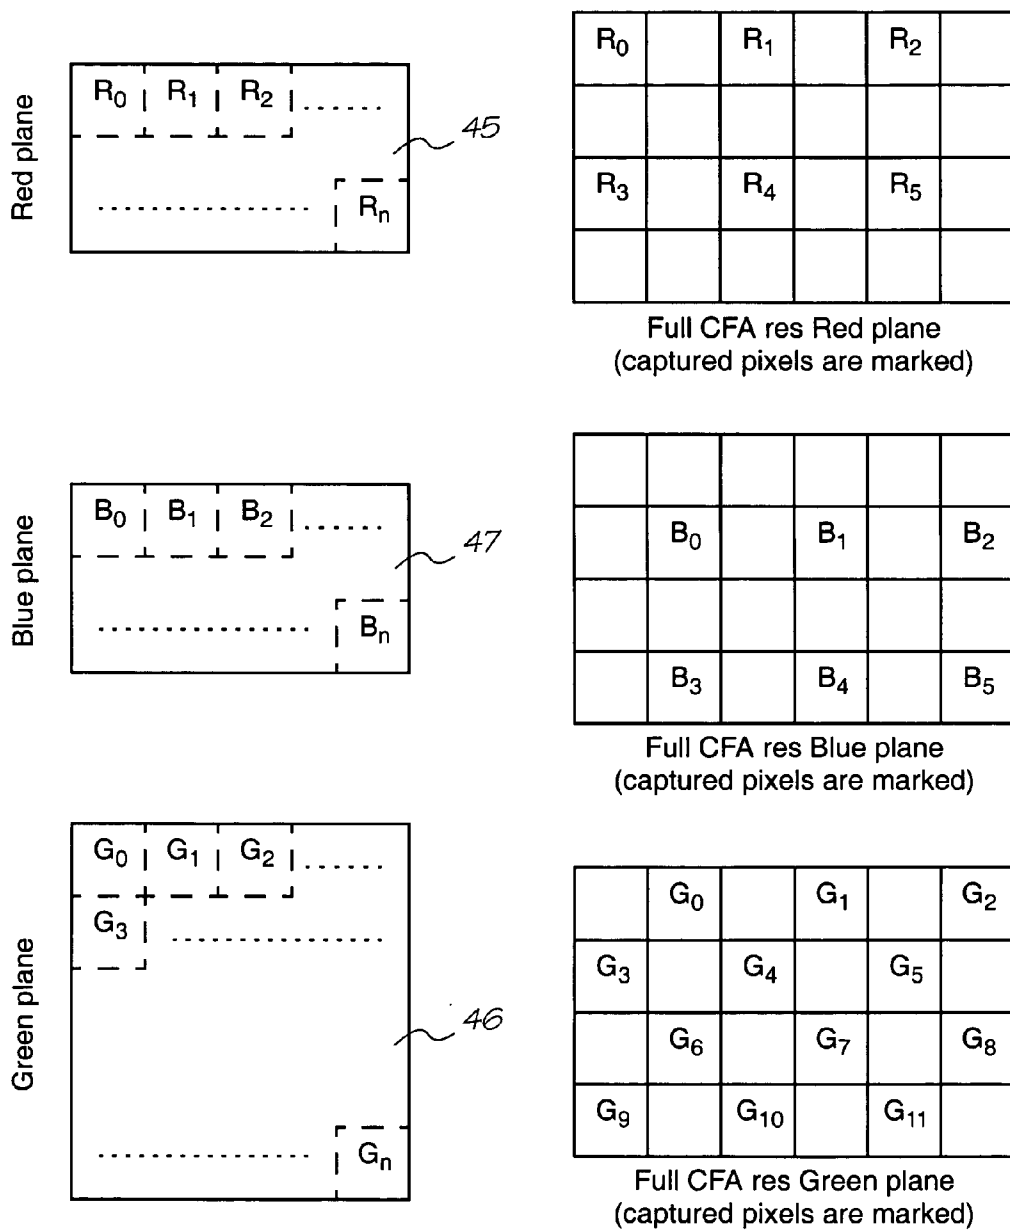 Red plane
R0 R1 R2
45
Rn
R0 R1 R2
R3 R4 R5
Full CFA res Red plane
(captured pixels are marked)
Blue plane
B0 B1 B2
47
Bn
B0 B1 B2
B3 B4 B5
Full CFA res Blue plane
(captured pixels are marked)
Green plane
G0 G1 G2
G3
46
Gn
G0 G1 G2
G3 G4 G5
G6 G7 G8
G9 G10 G11
Full CFA res Green plane
(captured pixels are marked)